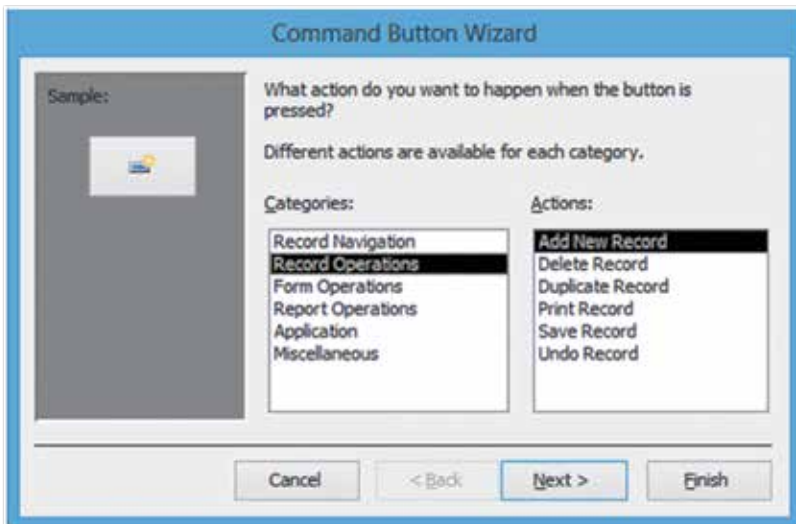 Command Button Wizard
Sample:
What action do you want to happen when the button is
pressed?
Different actions are available for each category.
Categories:
Record Navigation
Record Operations
Form Operations
Report Operations
Application
Miscellaneous
Actions:
Add New Record
Delete Record
Duplicate Record
Print Record
Save Record
Undo Record
Cancel
< Back
Next >
Finish